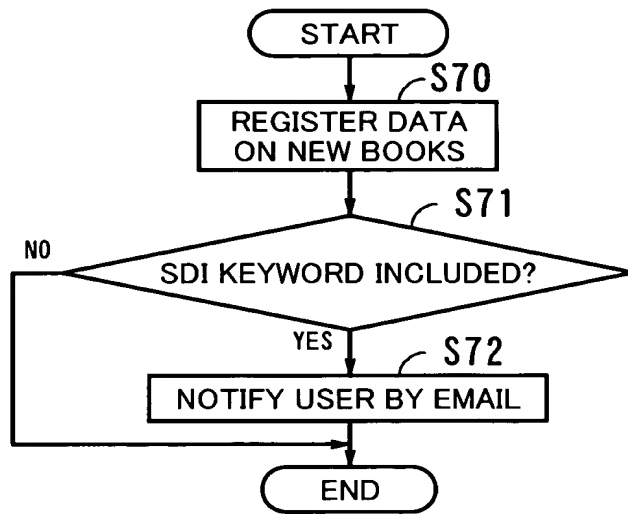 START
S70
REGISTER DATA
ON NEW BOOKS
S71
NO
SDI KEYWORD INCLUDED?
YES
S72
NOTIFY USER BY EMAIL
END